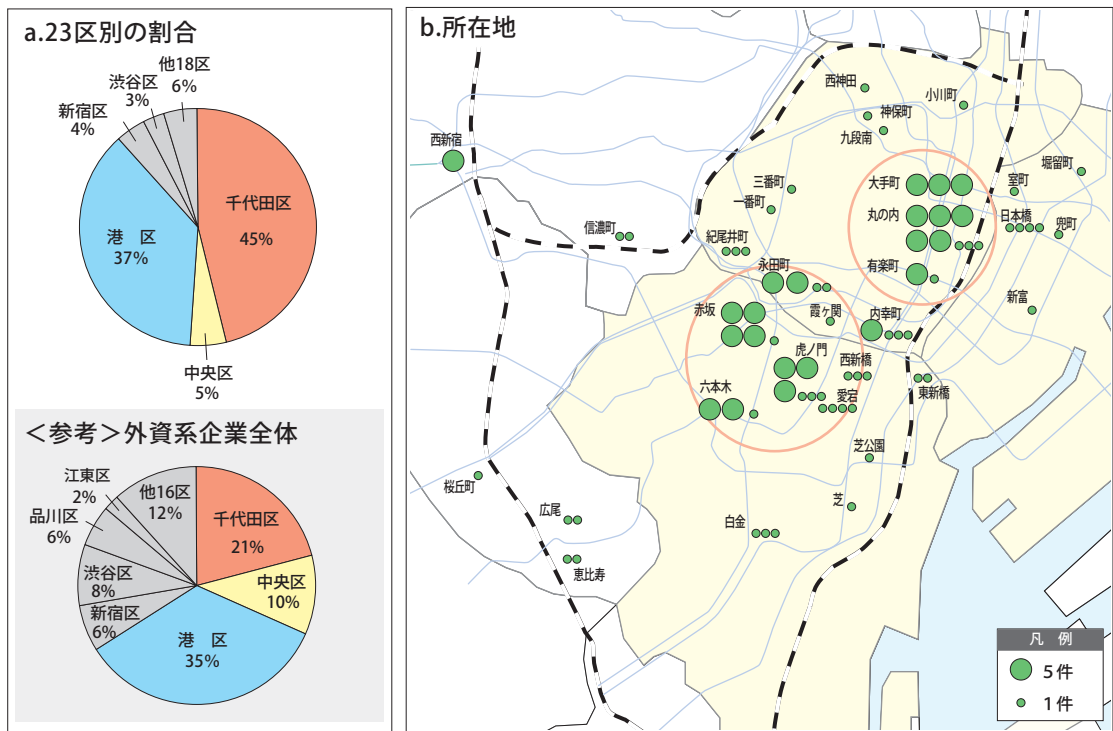 a.23区別の割合
他18区
6%
渋谷区
3%
新宿区
4%
千代田区
45%
港 区
37%
中央区
5%
＜参考＞外資系企業全体
江東区
2%
他16区
12%
品川区
6%
千代田区
21%
渋谷区
8%
中央区
10%
新宿区
6%
港 区
35%
b.所在地
西神田
小川町
神保町
九段南
西新宿
堀留町
三番町
大手町
室町
一番町
丸の内
日本橋
兜町
信濃町
紀尾井町
永田町
有楽町
新富
赤坂
霞ヶ関
内幸町
虎ノ門
西新橋
六本木
愛宕
東新橋
芝公園
桜丘町
広尾
白金
芝
恵比寿
凡 例
5件
1件